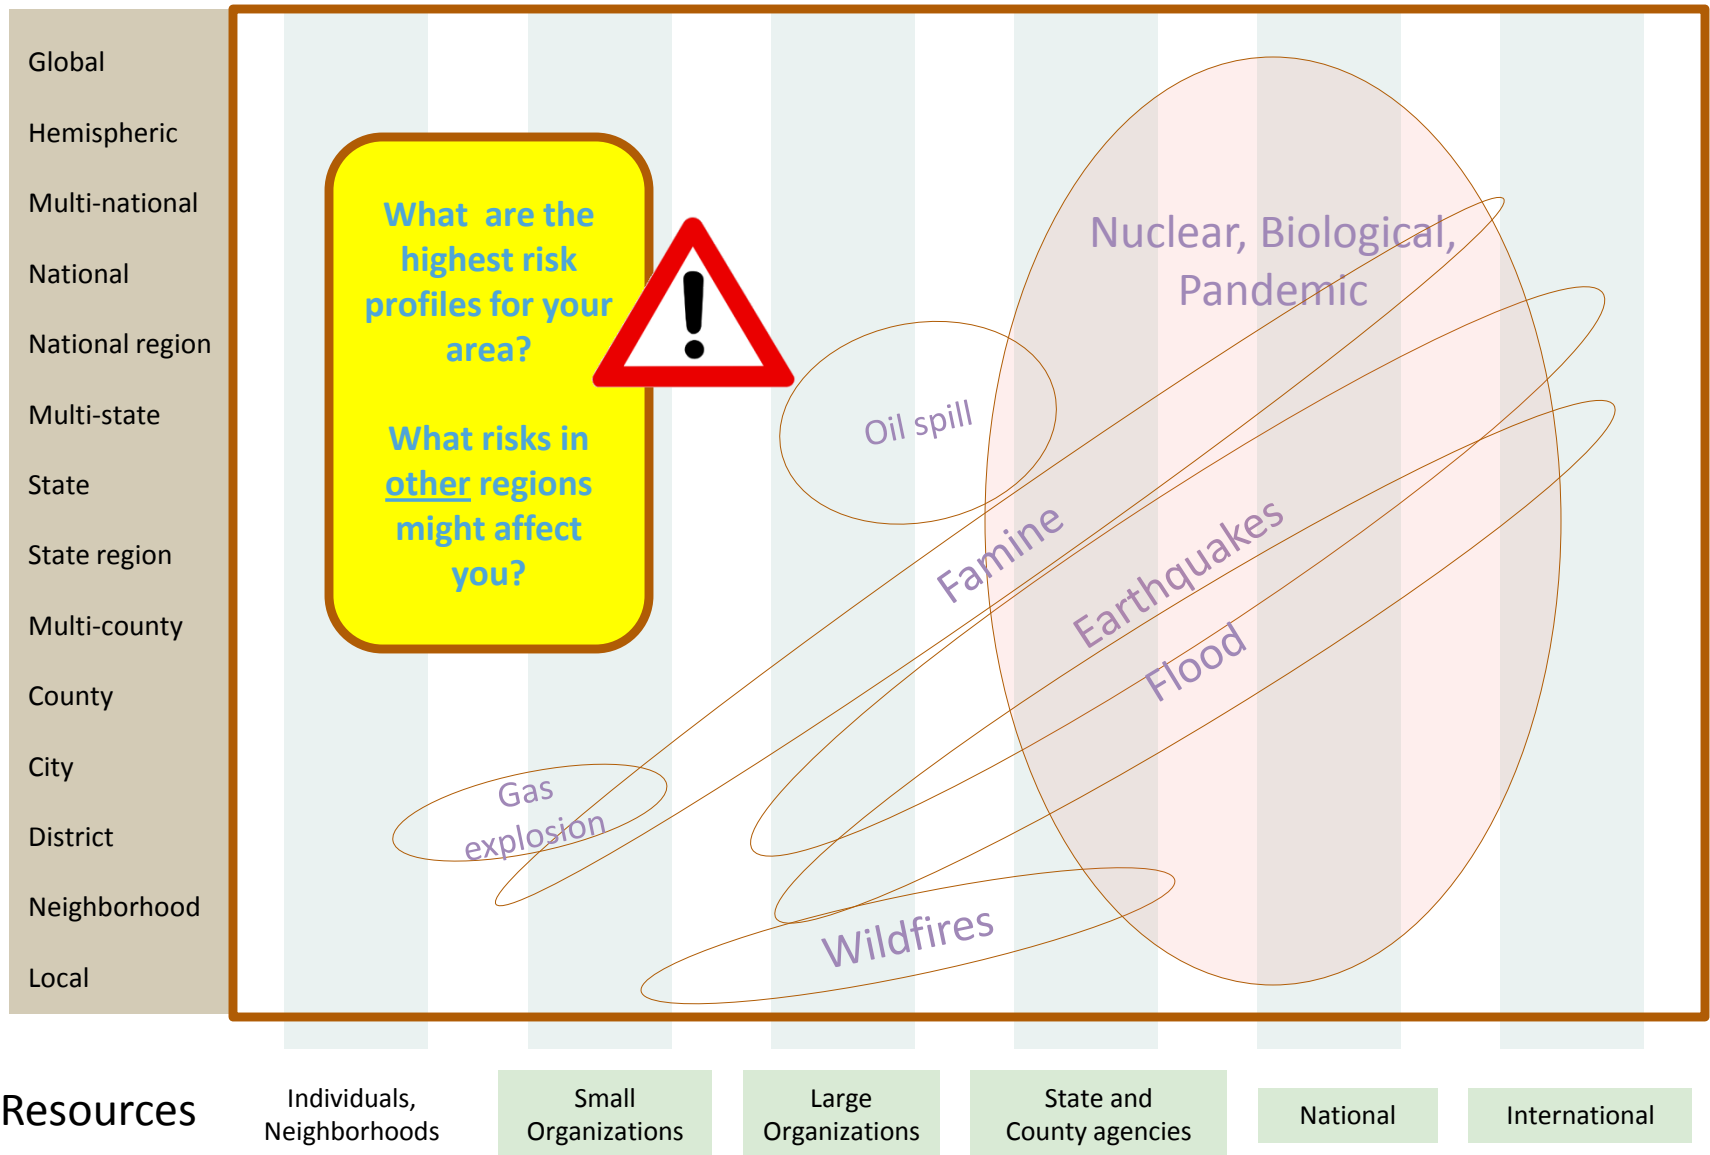 Global
Hemispheric
Multi-national
National
National region
Multi-state
State
State region
Multi-county
County
City
District
Neighborhood
Local
What are the
highest risk
profiles for your
area?
What risks in
other regions
might affect
you?
Nuclear, Biological,
Pandemic
Oil spill
Famine
Earthquakes
Flood
Gas
explosion
Wildfires
Resources
Individuals,
Neighborhoods
Small
Organizations
Large
Organizations
State and
County agencies
National
International